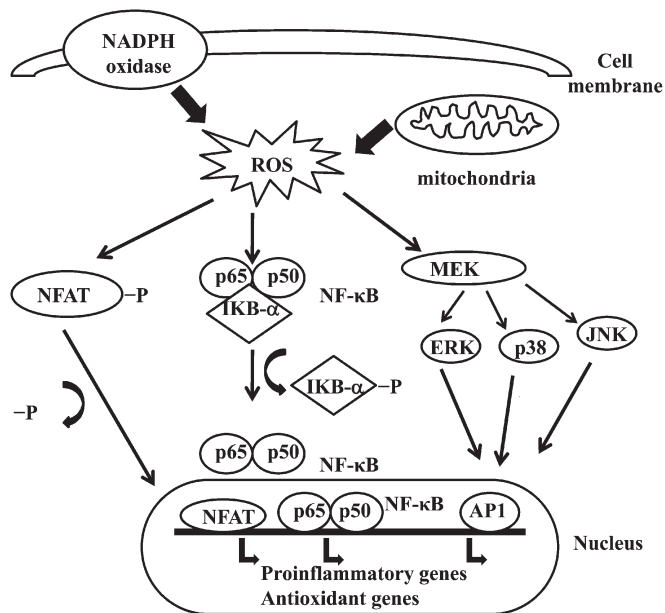 NADPH
oxidase
Cell
membrane
ROS
mitochondria
NFAT
–P
p65
p50
IKB-α
NF-κB
MEK
ERK
p38
JNK
–P
IKB-α
–P
p65
p50
NF-κB
NFAT
p65
p50
NF-κB
AP1
Nucleus
Proinflammatory genes
Antioxidant genes